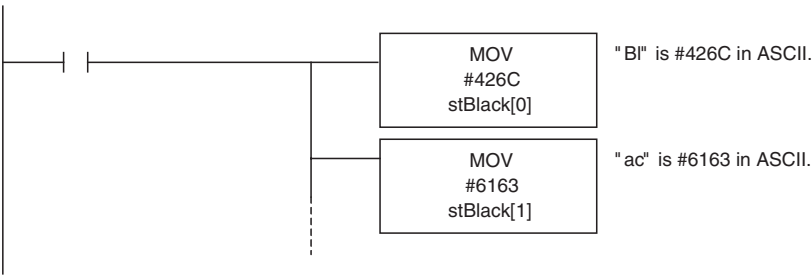 MOV
#426C
stBlack[0]
"Bl" is #426C in ASCII.
MOV
#6163
stBlack[1]
"ac" is #6163 in ASCII.